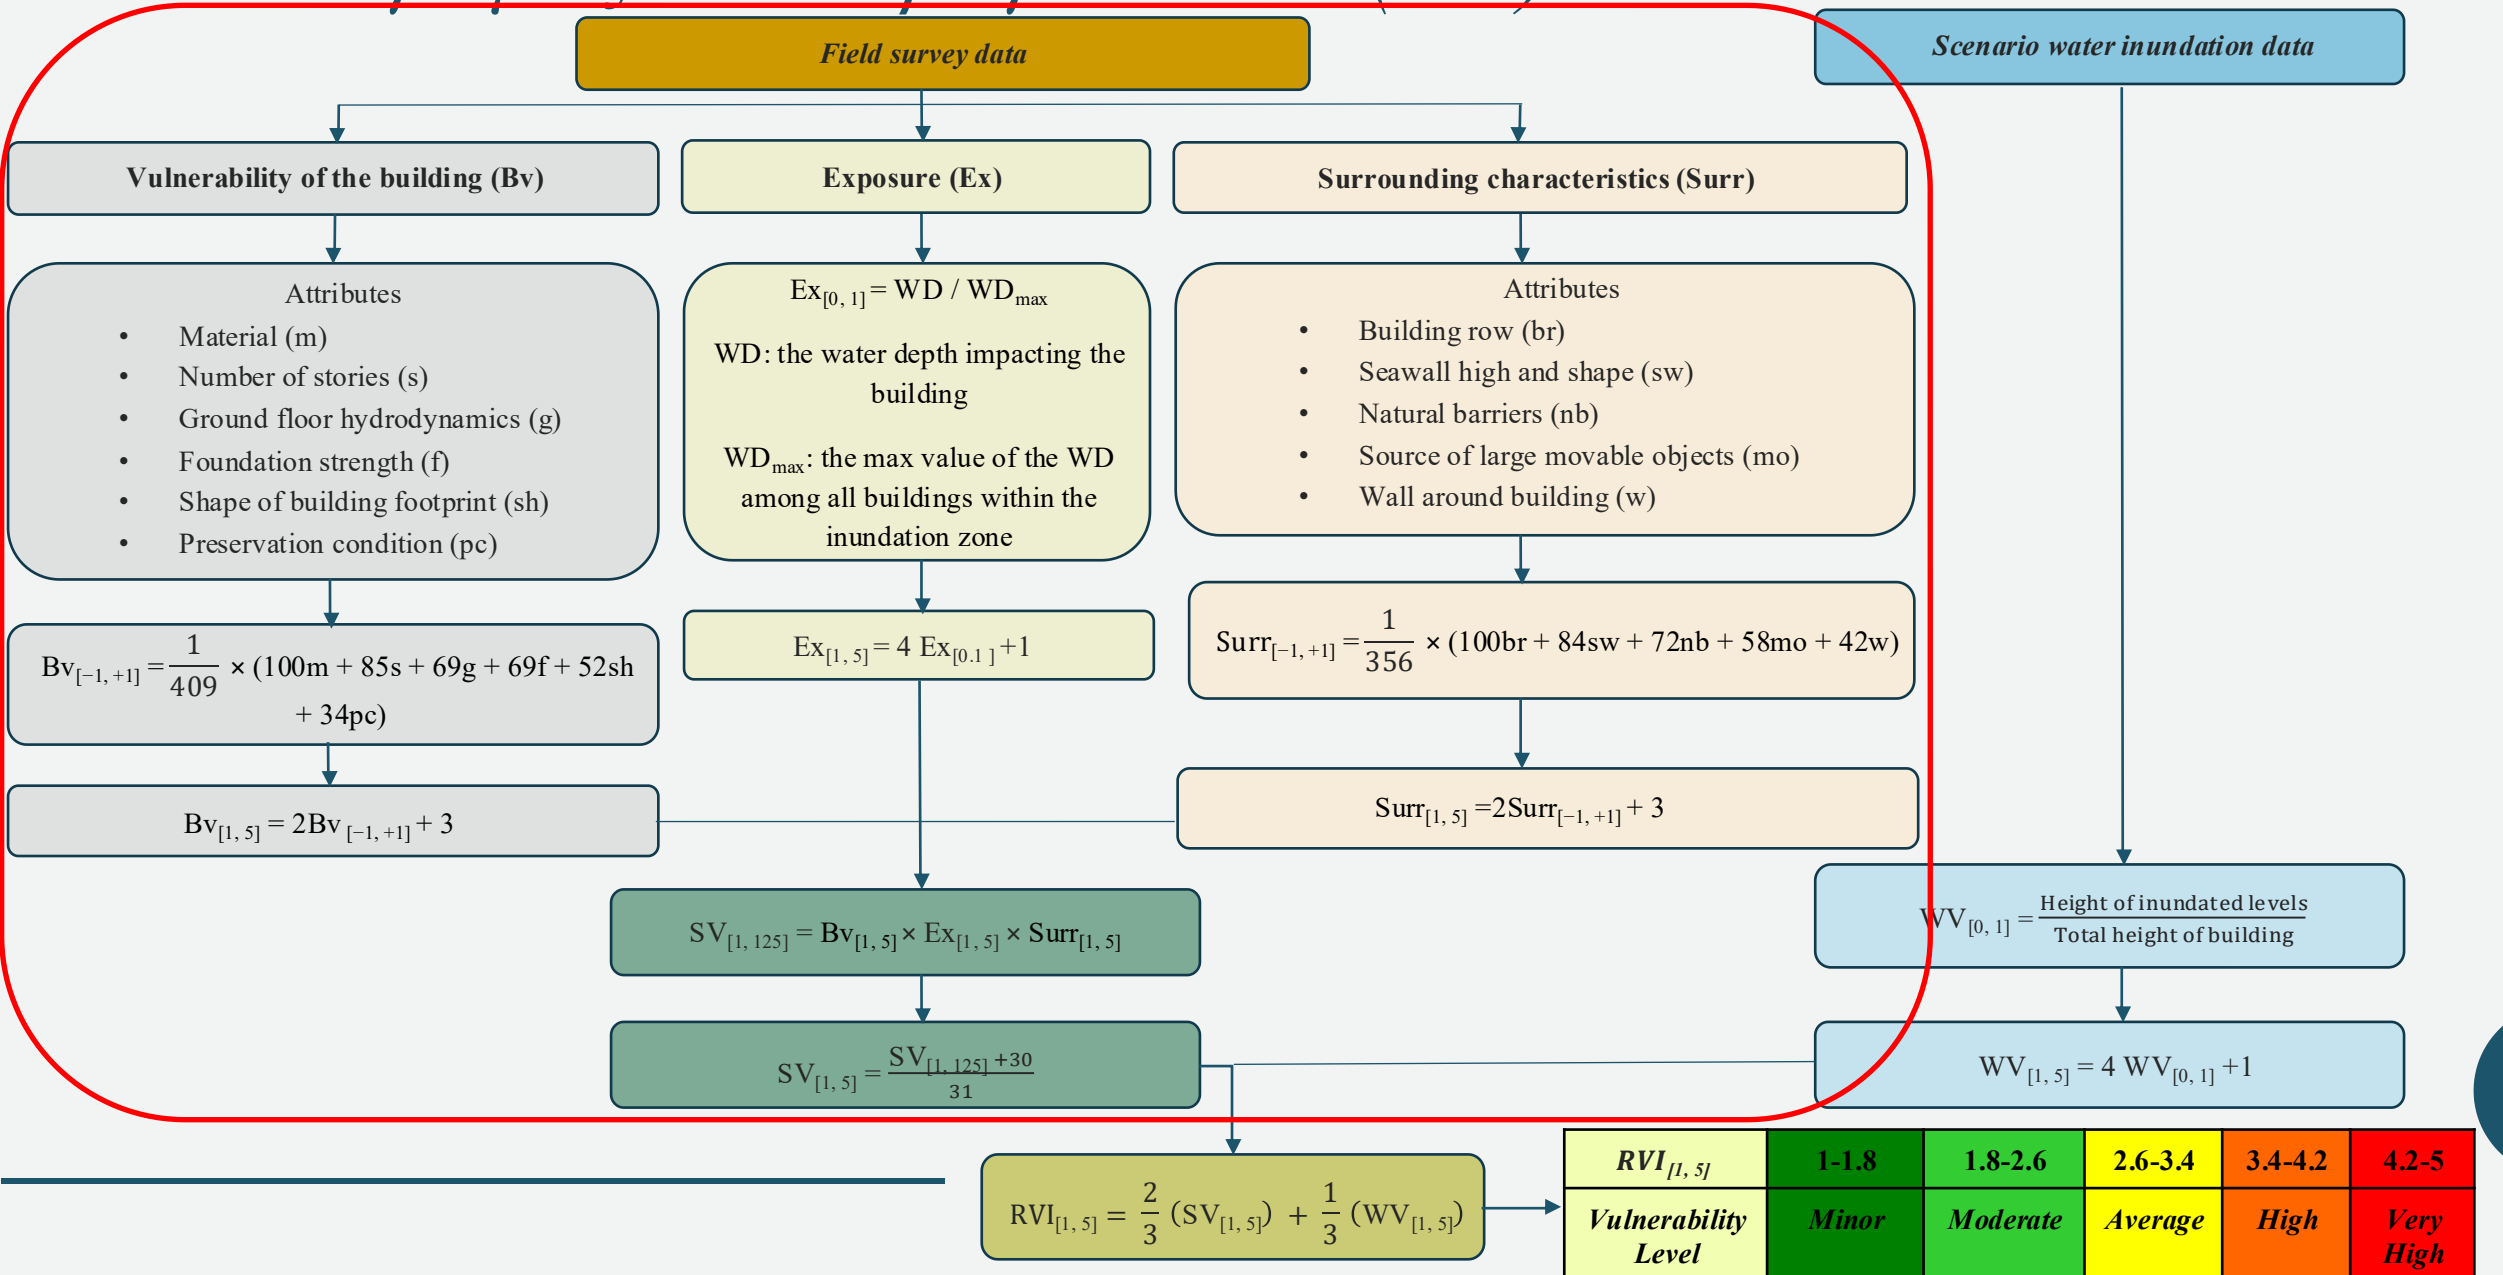 Field survey data
Scenario water inundation data
Vulnerability of the building (Bv)
Exposure (Ex)
Surrounding characteristics (Surr)
Attributes
• Material (m)
• Number of stories (s)
• Ground floor hydrodynamics (g)
• Foundation strength (f)
• Shape of building footprint (sh)
• Preservation condition (pc)
Ex[0, 1] = WD / WDmax
WD: the water depth impacting the
building
WDmax: the max value of the WD
among all buildings within the
inundation zone
Attributes
• Building row (br)
• Seawall high and shape (sw)
• Natural barriers (nb)
• Source of large movable objects (mo)
• Wall around building (w)
Bv[−1, +1] = 1/409 × (100m + 85s + 69g + 69f + 52sh
+ 34pc)
Ex[1, 5] = 4 Ex[0.1 ] +1
Surr[−1, +1] = 1/356 × (100br + 84sw + 72nb + 58mo + 42w)
Bv[1, 5] = 2Bv [−1, +1] + 3
Surr[1, 5] =2Surr[−1, +1] + 3
SV[1, 125] = Bv[1, 5] × Ex[1, 5] × Surr[1, 5]
WV[0, 1] = Height of inundated levels / Total height of building
SV[1, 5] = SV[1, 125] +30 / 31
WV[1, 5] = 4 WV[0, 1] +1
RVI[1, 5] = 2/3 (SV[1, 5]) + 1/3 (WV[1, 5])
RVI[1, 5] 1-1.8 1.8-2.6 2.6-3.4 3.4-4.2 4.2-5
Vulnerability Level Minor Moderate Average High Very High